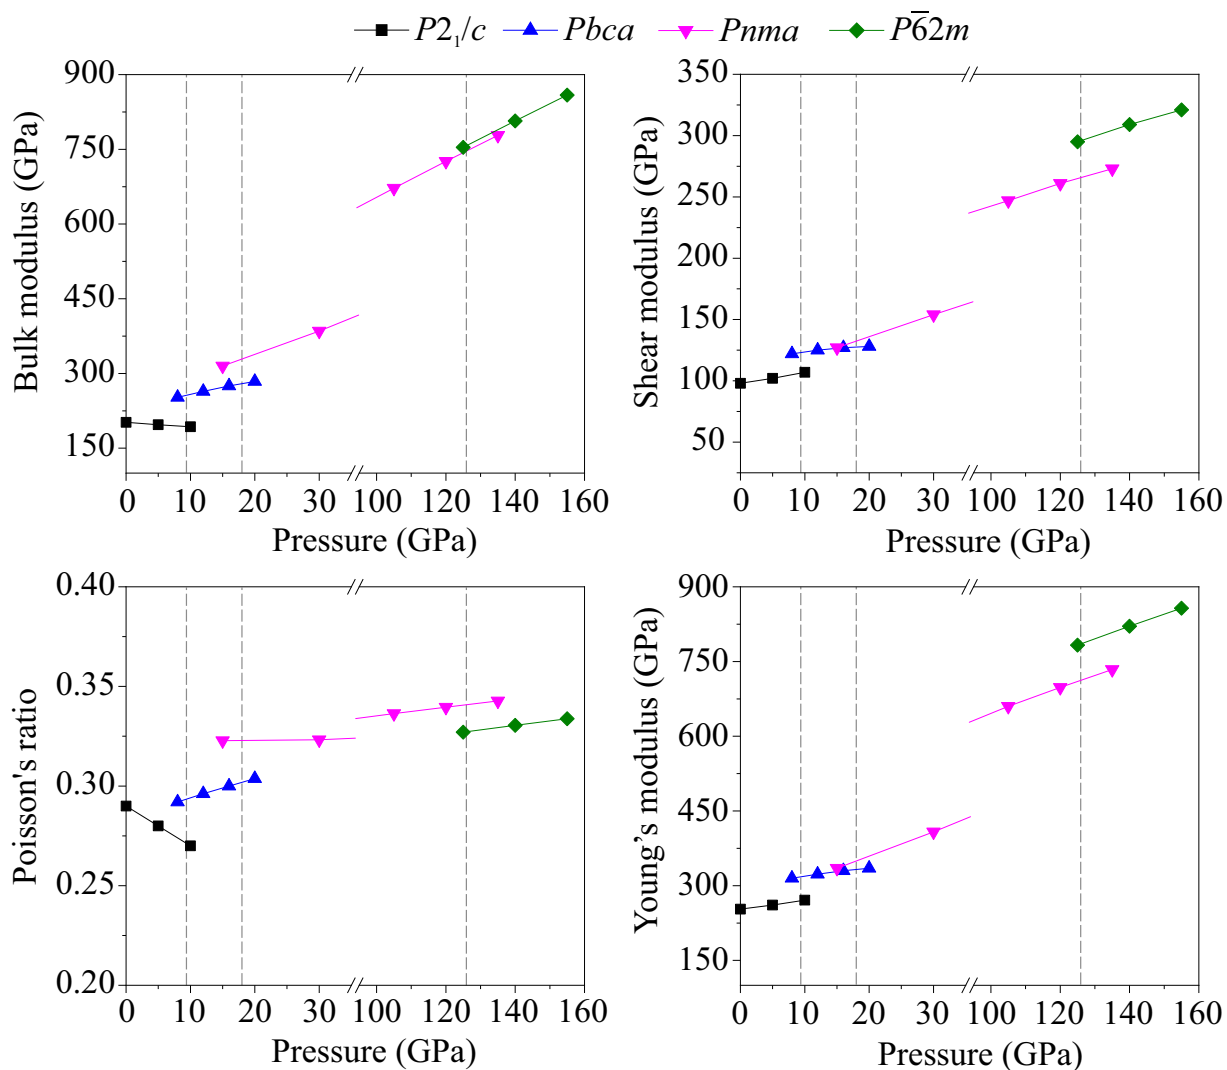 P2₁/c Pbca Pnma P6̅2m
900
750
600
450
300
150
Bulk modulus (GPa)
0 10 20 30 100 120 140 160
Pressure (GPa)
350
300
250
200
150
100
50
Shear modulus (GPa)
0 10 20 30 100 120 140 160
Pressure (GPa)
0.40
0.35
0.30
0.25
0.20
Poisson's ratio
0 10 20 30 100 120 140 160
Pressure (GPa)
900
750
600
450
300
150
Young’s modulus (GPa)
0 10 20 30 100 120 140 160
Pressure (GPa)